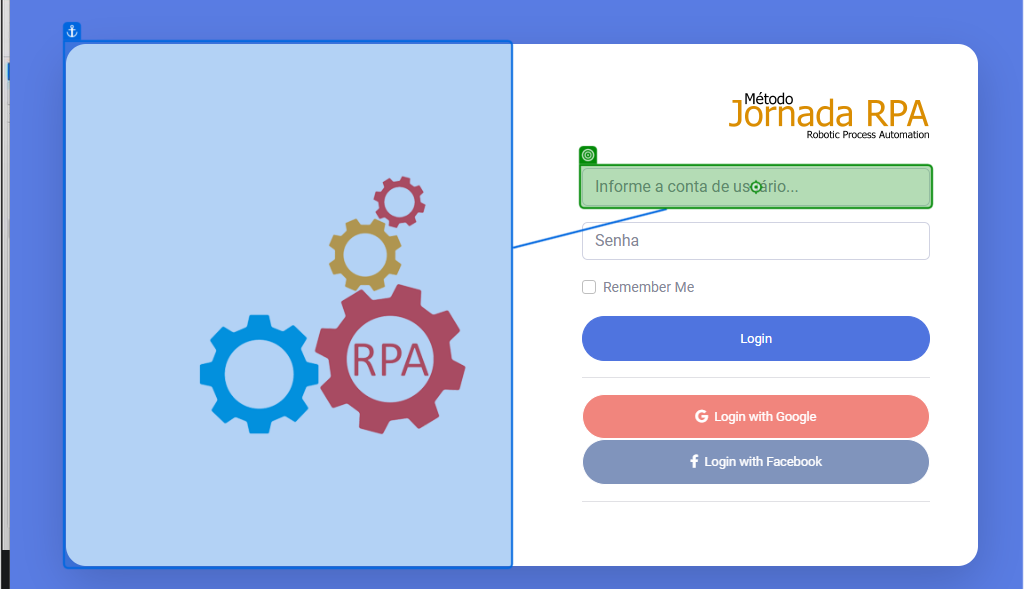 Método
Jornada RPA
Robotic Process Automation
Informe a conta de usuário...
Senha
Remember Me
RPA
Login
Login with Google
Login with Facebook